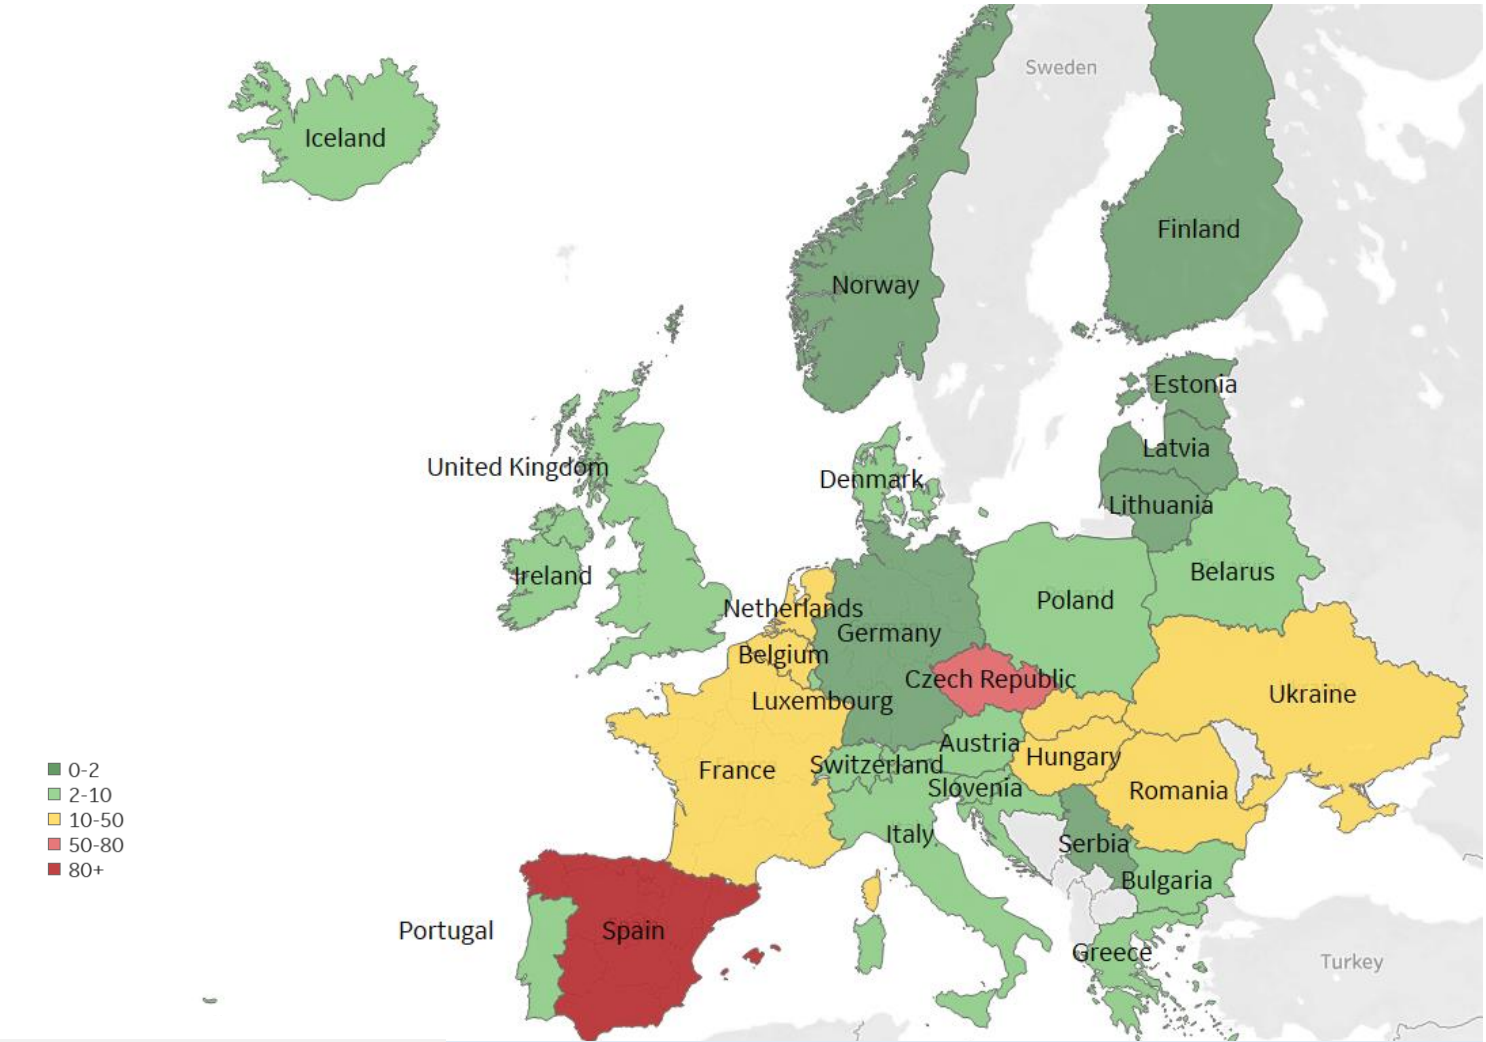 Sweden
Iceland
Finland
Norway
Estonia
Latvia
United Kingdom
Denmark
Lithuania
Ireland
Belarus
Netherlands
Poland
Germany
Belgium
Czech Republic
Ukraine
Luxembourg
Austria
Hungary
Switzerland
France
Slovenia
Romania
Italy
Serbia
Bulgaria
Portugal
Spain
Greece
Turkey
0-2
2-10
10-50
50-80
80+